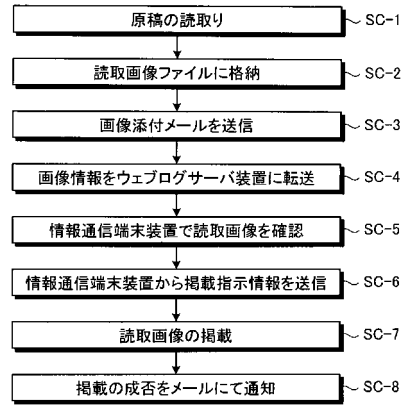 原稿の読取り SC-1
読取画像ファイルに格納 SC-2
画像添付メールを送信 SC-3
画像情報をウェブログサーバ装置に転送 SC-4
情報通信端末装置で読取画像を確認 SC-5
情報通信端末装置から掲載指示情報を送信 SC-6
読取画像の掲載 SC-7
掲載の成否をメールにて通知 SC-8